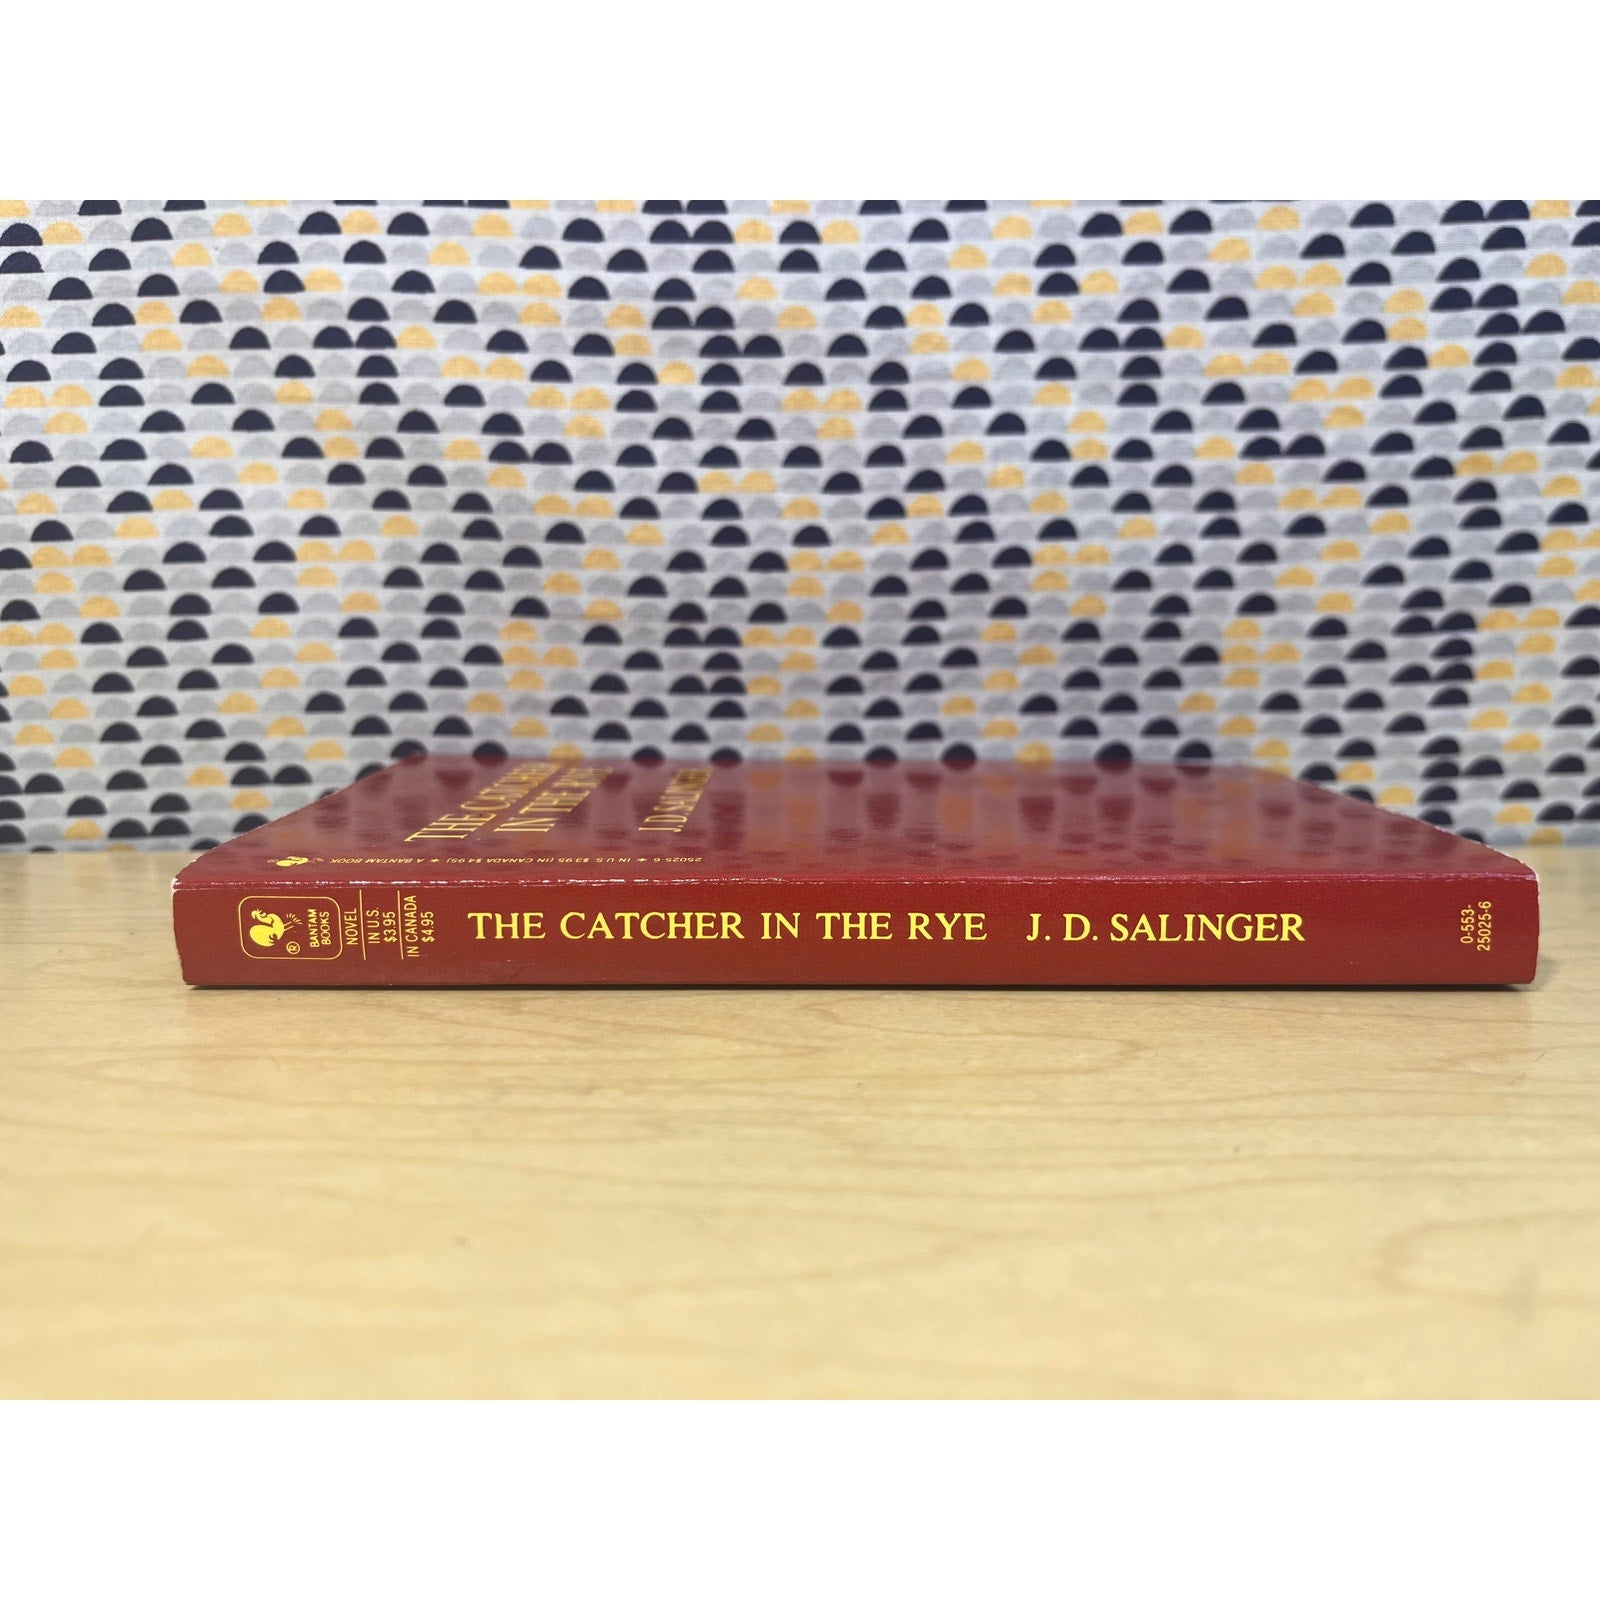 THE CATCHER
IN THE RYE
J.D. SALINGER
25025-6 ★ IN U.S. $3.95 (IN CANADA $4.95) ★ A BANTAM BOOK
®
BANTAM
BOOKS
NOVEL
IN U.S.
$3.95
IN CANADA
$4.95
THE CATCHER IN THE RYE J. D. SALINGER
0-553-
25025-6